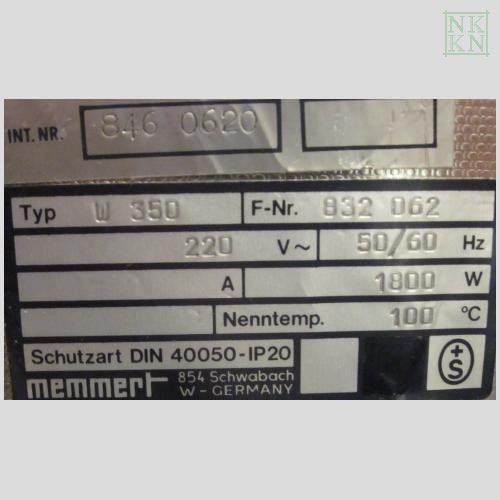 NK
KN
INT. NR. 846 0620
Typ W 350 F-Nr. 832 062
220 V~ 50/60 Hz
A 1800 W
Nenntemp. 100 °C
Schutzart DIN 40050-IP20
memmert 854 Schwabach
W-GERMANY
+S